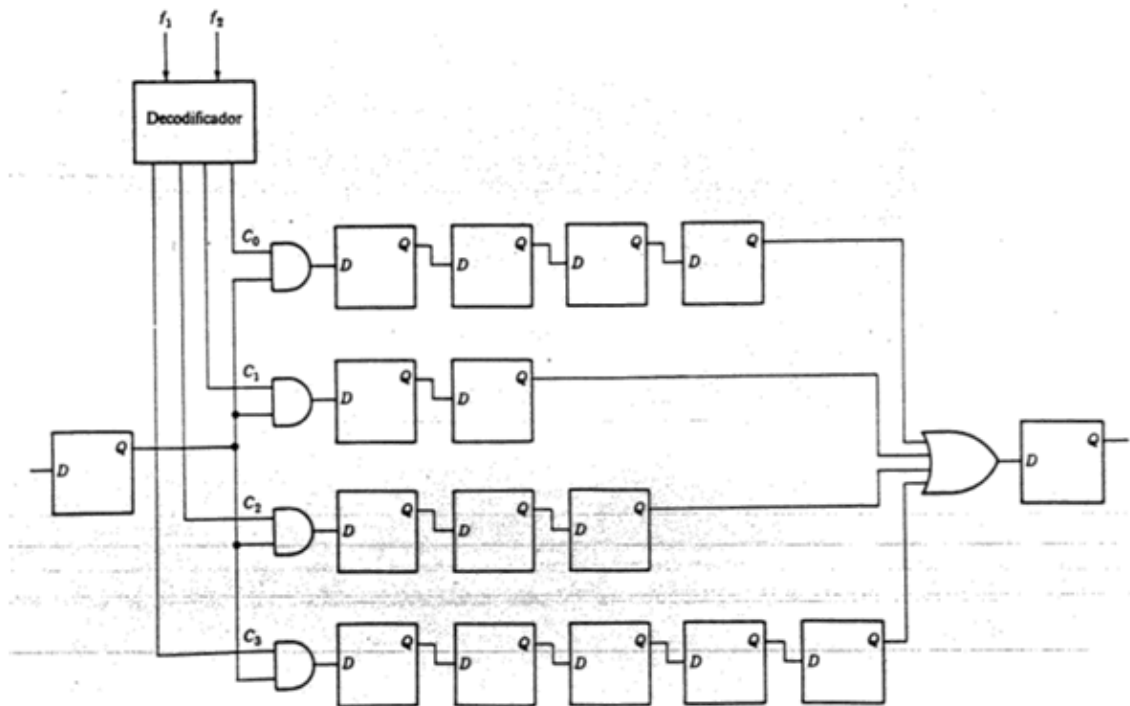 f₁ f₂
Decodificador
C₀
D Q D Q D Q D Q
C₁
D Q D Q
D Q
D Q
C₂
D Q D Q D Q
C₃
D Q D Q D Q D Q D Q